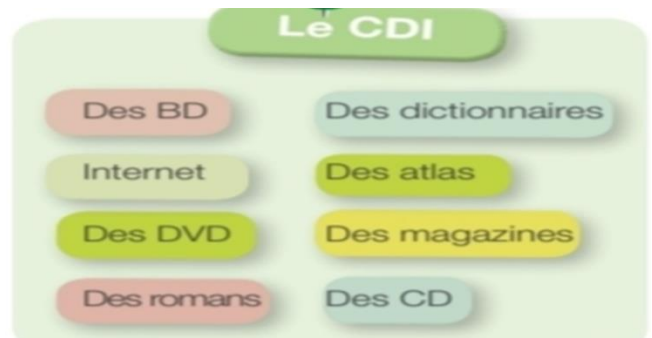 Le CDI
Des BD
Des dictionnaires
Internet
Des atlas
Des DVD
Des magazines
Des romans
Des CD